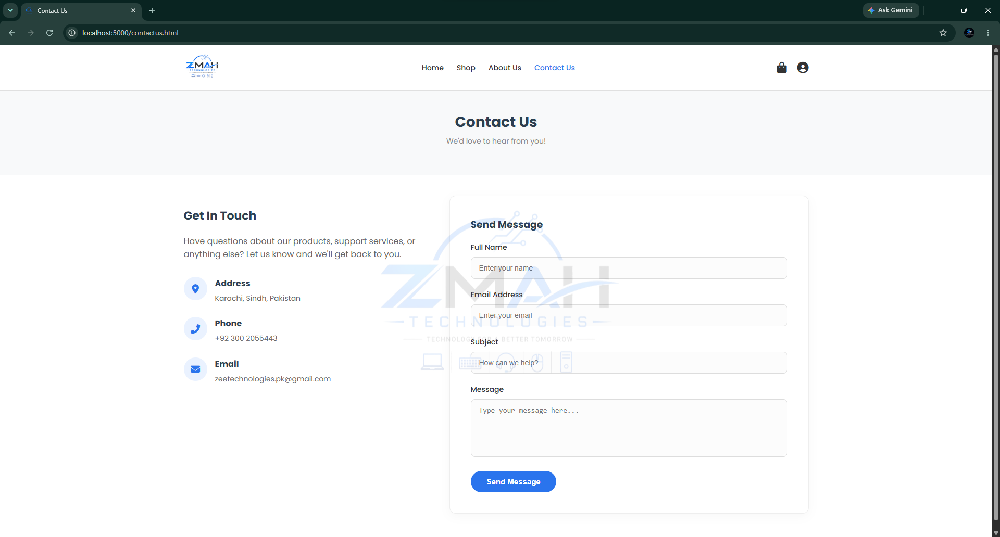 Contact Us
Ask Gemini
localhost:5000/contactus.html
ZMAH
TECHNOLOGIES
Home
Shop
About Us
Contact Us
Contact Us
We'd love to hear from you!
Get In Touch
Have questions about our products, support services, or
anything else? Let us know and we'll get back to you.
Address
Karachi, Sindh, Pakistan
Phone
+92 300 2055443
Email
zeetechnologies.pk@gmail.com
ZMAH
TECHNOLOGIES
TECHNOLOGY FOR A BETTER TOMORROW
Send Message
Full Name
Enter your name
Email Address
Enter your email
Subject
How can we help?
Message
Type your message here...
Send Message